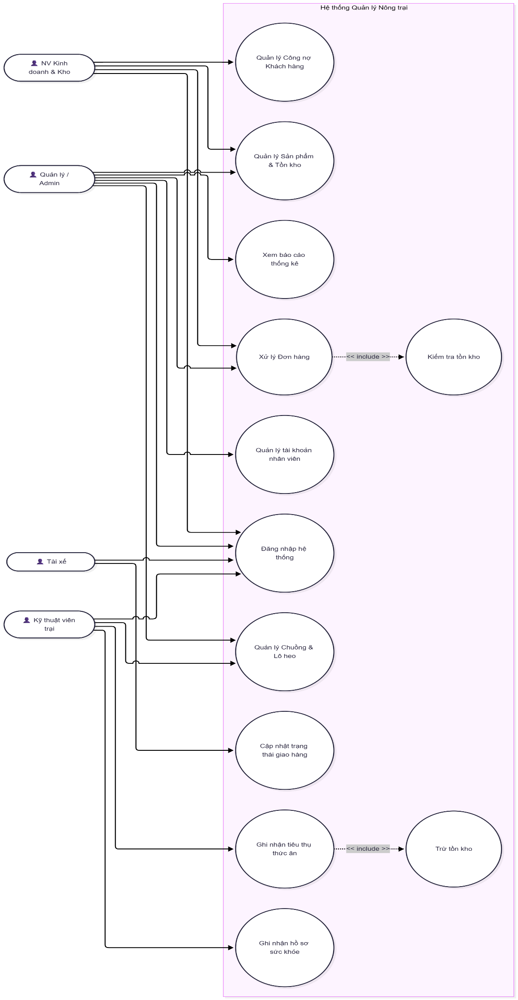 Hệ thống Quản lý Nông trại
NV Kinh
doanh & Kho
Quản lý Công nợ
Khách hàng
Quản lý Sản phẩm
& Tồn kho
Quản lý /
Admin
Xem báo cáo
thống kê
Xử lý Đơn hàng
<< include >>
Kiểm tra tồn kho
Quản lý tài khoản
nhân viên
Đăng nhập hệ
thống
Tài xế
Kỹ thuật viên
trại
Quản lý Chuồng &
Lô heo
Cập nhật trạng
thái giao hàng
Ghi nhận tiêu thụ
thức ăn
<< include >>
Trừ tồn kho
Ghi nhận hồ sơ
sức khỏe